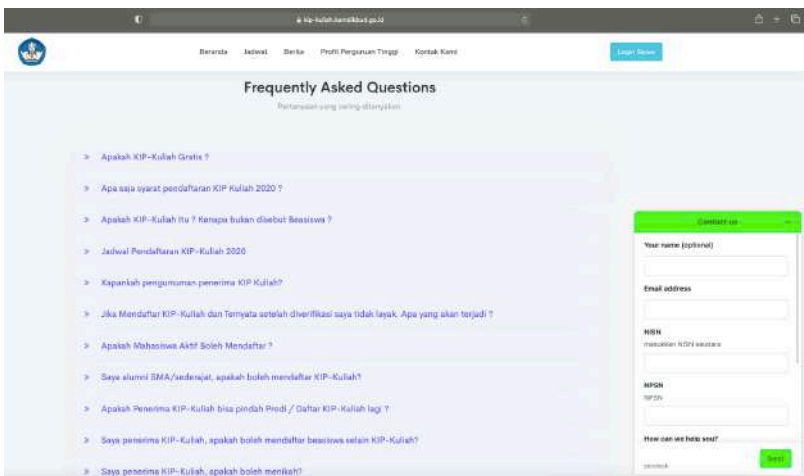 kip-kuliah.kemdikbud.go.id
Beranda Jadwal Berita Profil Perguruan Tinggi Kontak Kami
Login Siswa
Frequently Asked Questions
Pertanyaan yang sering ditanyakan
Apakah KIP-Kuliah Gratis ?
Apa saja syarat pendaftaran KIP Kuliah 2020 ?
Apakah KIP-Kuliah Itu ? Kenapa bukan disebut Beasiswa ?
Jadwal Pendaftaran KIP-Kuliah 2020
Kapankah pengumuman penerima KIP Kuliah?
Jika Mendaftar KIP-Kuliah dan Ternyata setelah diverifikasi saya tidak layak. Apa yang akan terjadi ?
Apakah Mahasiswa Aktif Boleh Mendaftar ?
Saya alumni SMA/sederajat, apakah boleh mendaftar KIP-Kuliah?
Apakah Penerima KIP-Kuliah bisa pindah Prodi / Daftar KIP-Kuliah lagi ?
Saya penerima KIP-Kuliah, apakah boleh mendaftar beasiswa selain KIP-Kuliah?
Saya penerima KIP-Kuliah, apakah boleh menikah?
Contact us
Your name (optional)
Email address
NISN
masukkan NISN saudara
NPSN
NPSN
How can we help you?
Send